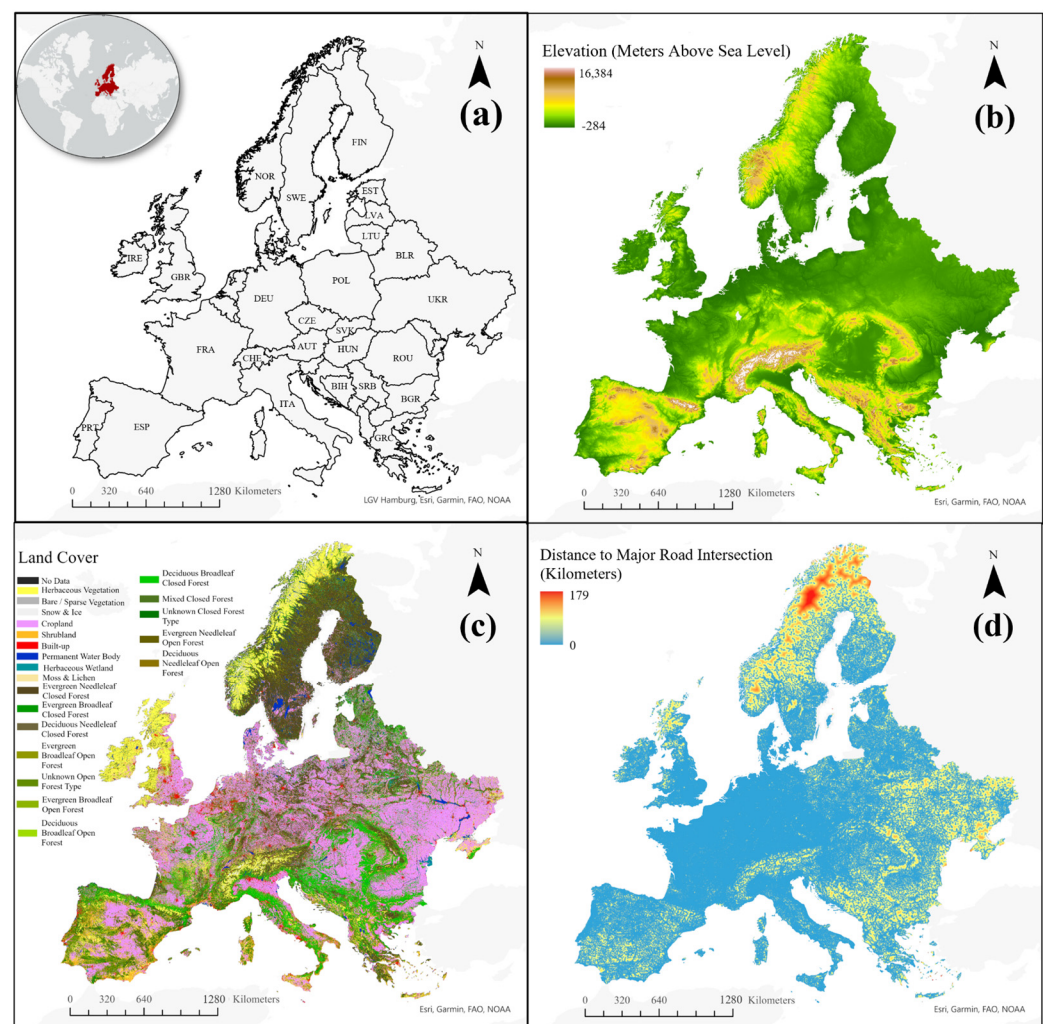 N
(a)
FIN
NOR
SWE
EST
LVA
LTU
IRE
BLR
GBR
POL
DEU
UKR
CZE
SVK
FRA
AUT
HUN
CHE
ROU
BIH
SRB
BGR
ITA
PRT
ESP
GRC
0 320 640 1280 Kilometers
LGV Hamburg, Esri, Garmin, FAO, NOAA
Elevation (Meters Above Sea Level)
16,384
-284
N
(b)
0 320 640 1280 Kilometers
Esri, Garmin, FAO, NOAA
Land Cover
No Data
Herbaceous Vegetation
Bare / Sparse Vegetation
Snow & Ice
Cropland
Shrubland
Built-up
Permanent Water Body
Herbaceous Wetland
Moss & Lichen
Evergreen Needleleaf
Closed Forest
Evergreen Broadleaf
Closed Forest
Deciduous Needleleaf
Closed Forest
Evergreen
Broadleaf Open
Forest
Unknown Open
Forest Type
Evergreen Broadleaf
Open Forest
Deciduous
Broadleaf Open
Forest
Deciduous Broadleaf
Closed Forest
Mixed Closed Forest
Unknown Closed Forest
Type
Evergreen Needleleaf
Open Forest
Deciduous
Needleleaf Open
Forest
N
(c)
0 320 640 1280 Kilometers
Esri, Garmin, FAO, NOAA
Distance to Major Road Intersection
(Kilometers)
179
0
N
(d)
0 320 640 1280 Kilometers
Esri, Garmin, FAO, NOAA